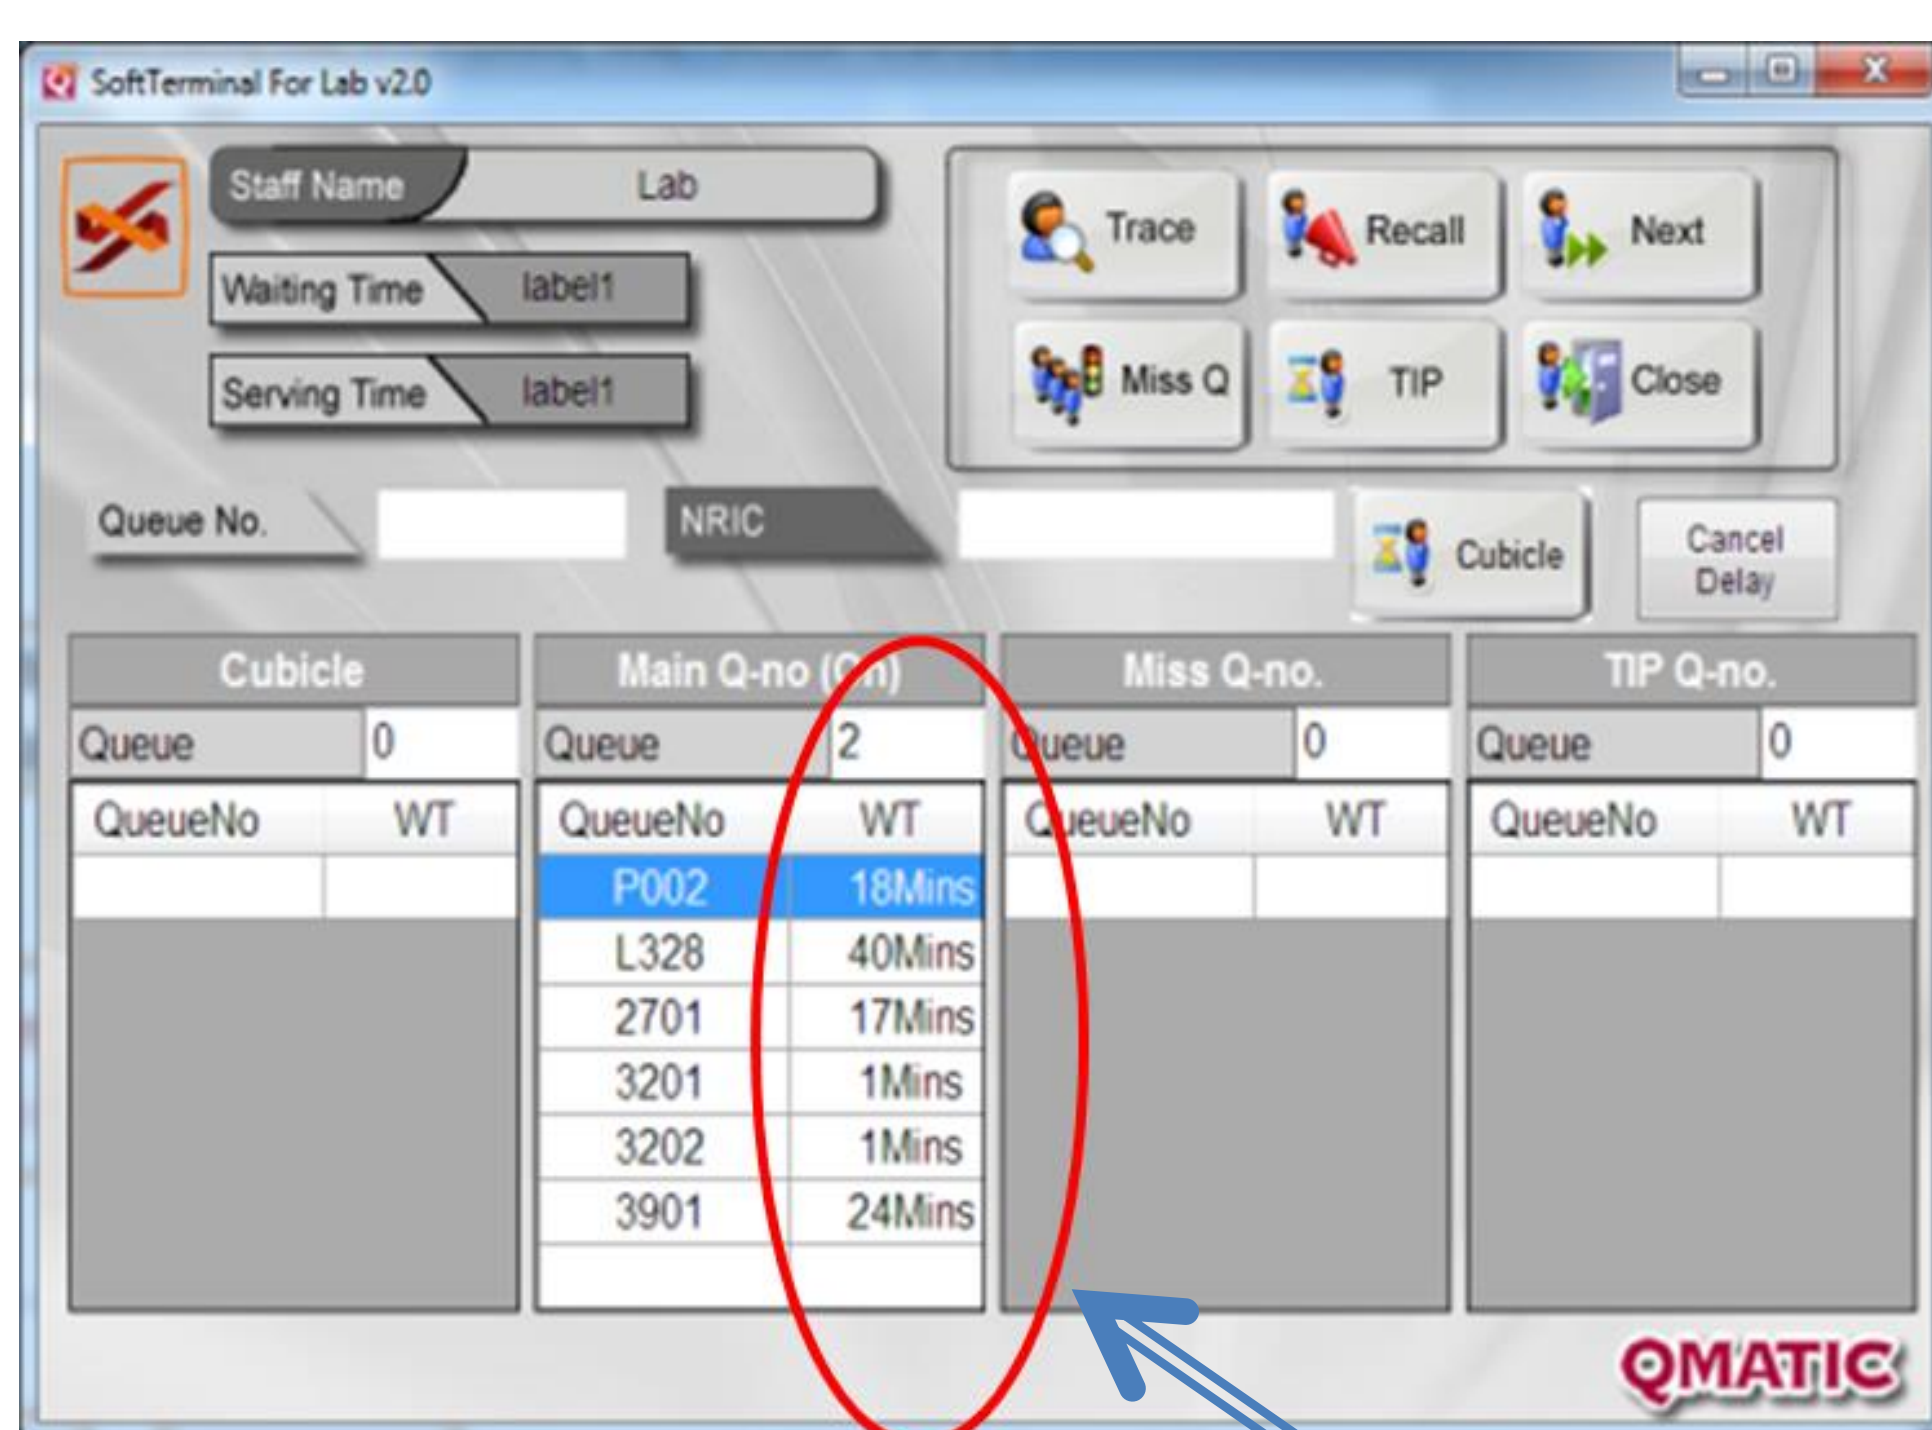 SoftTerminal For Lab v2.0
Staff Name Lab
Waiting Time label1
Serving Time label1
Trace Recall Next
Miss Q TIP Close
Queue No. NRIC Cubicle Cancel
Delay
Cubicle Main Q-no (On) Miss Q-no. TIP Q-no.
Queue 0 Queue 2 Queue 0 Queue 0
QueueNo WT QueueNo WT QueueNo WT QueueNo WT
P002 18Mins
L328 40Mins
2701 17Mins
3201 1Mins
3202 1Mins
3901 24Mins
QMATIC